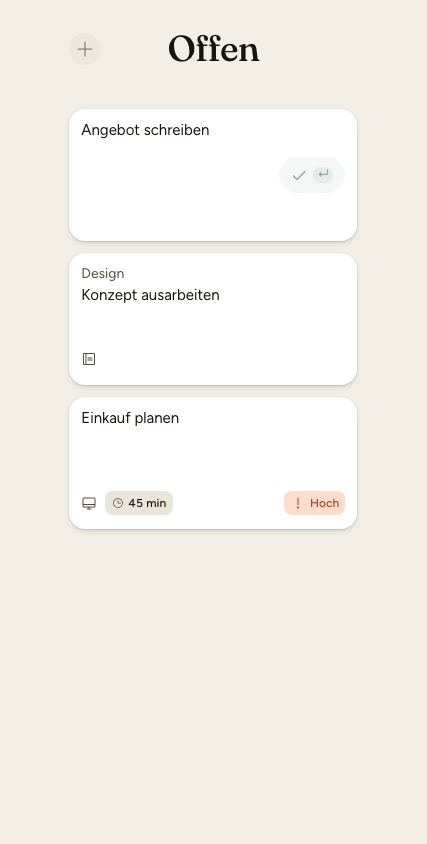 Offen
Angebot schreiben
Design
Konzept ausarbeiten
Einkauf planen
45 min
Hoch